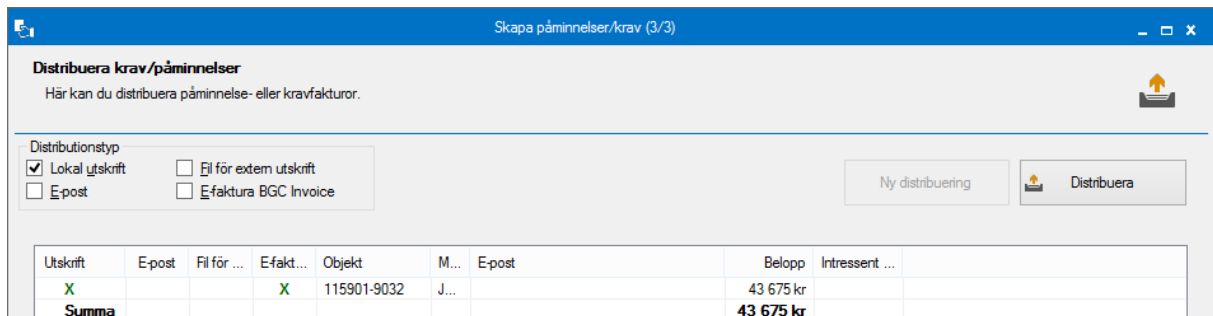 Skapa påminnelser/krav (3/3)
Distribuera krav/påminnelser
Här kan du distribuera påminnelse- eller kravfakturor.
Distributionstyp
Lokal utskrift Fil för extern utskrift
E-post E-faktura BGC Invoice
Ny distribuering Distribuera
Utskrift E-post Fil för ... E-fakt... Objekt M... E-post Belopp Intressent ...
X X 115901-9032 J... 43 675 kr
Summa 43 675 kr